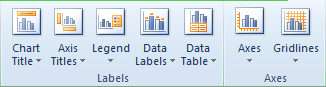 Chart Title
Axis Titles
Legend
Data Labels
Data Table
Axes
Gridlines
Labels
Axes